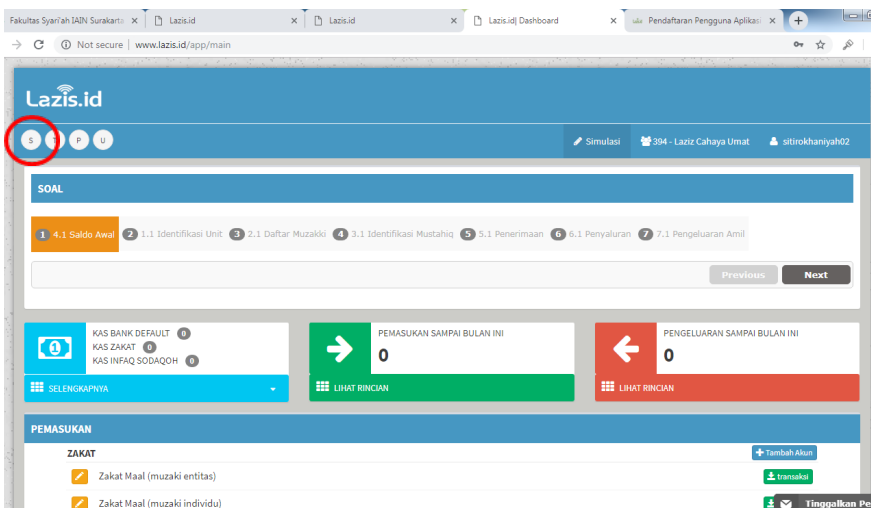 Fakultas Syari'ah IAIN Surakarta
Lazis.id
Lazis.id
Lazis.id| Dashboard
Pendaftaran Pengguna Aplikasi
Not secure | www.lazis.id/app/main
Lazis.id
S T P U
Simulasi
394 - Laziz Cahaya Umat
sitirokhaniyah02
SOAL
1 4.1 Saldo Awal 2 1.1 Identifikasi Unit 3 2.1 Daftar Muzakki 4 3.1 Identifikasi Mustahiq 5 5.1 Penerimaan 6 6.1 Penyaluran 7 7.1 Pengeluaran Amil
Previous Next
KAS BANK DEFAULT 0
KAS ZAKAT 0
KAS INFAQ SODAQOH 0
SELENGKAPNYA
PEMASUKAN SAMPAI BULAN INI
0
LIHAT RINCIAN
PENGELUARAN SAMPAI BULAN INI
0
LIHAT RINCIAN
PEMASUKAN
ZAKAT
+ Tambah Akun
Zakat Maal (muzaki entitas)
transaksi
Zakat Maal (muzaki individu)
Tinggalkan Pe